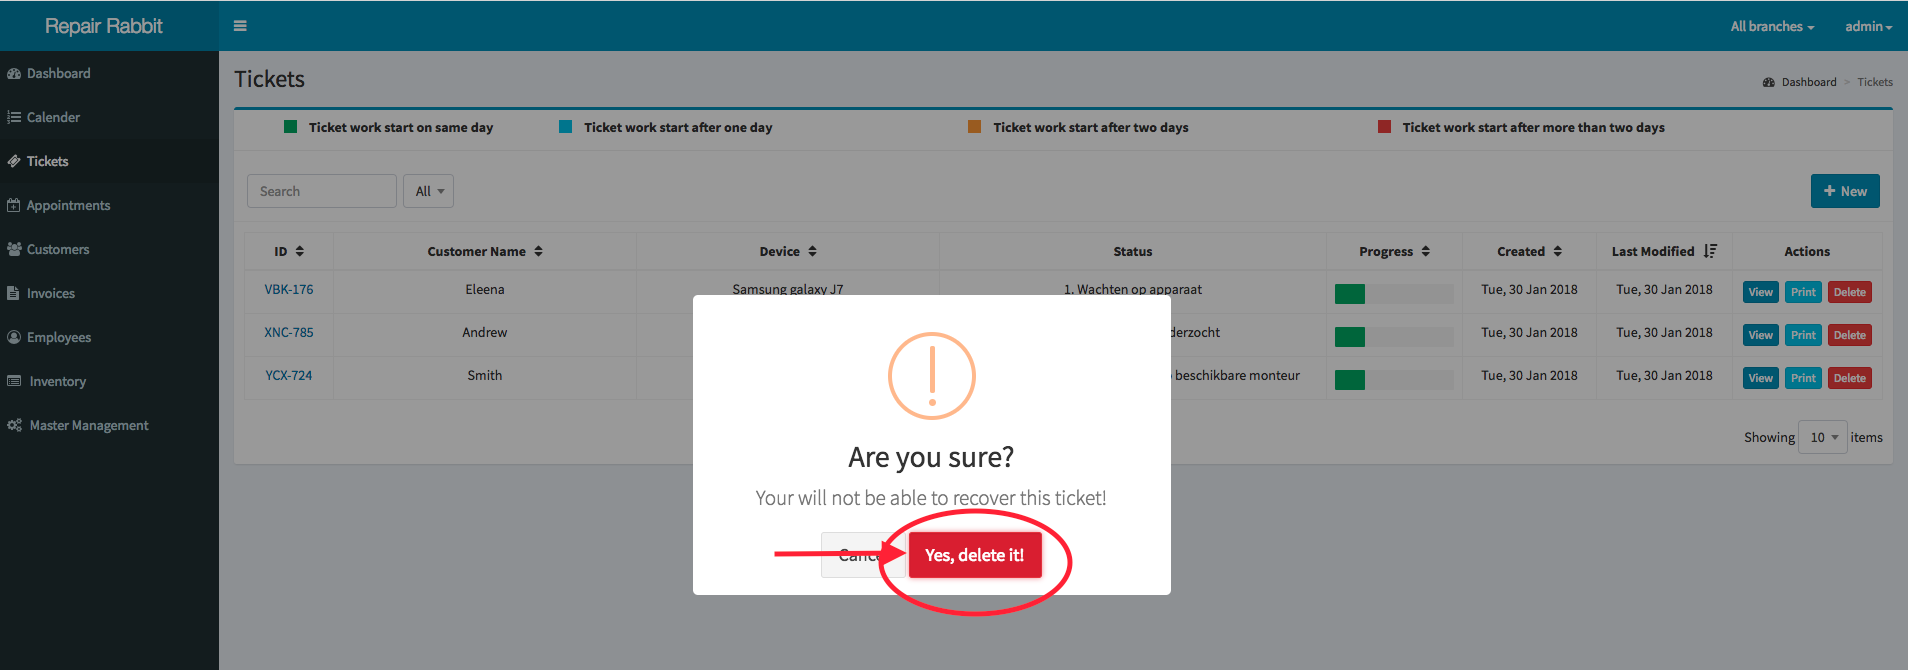 Repair Rabbit
All branches
admin
Dashboard
Calender
Tickets
Appointments
Customers
Invoices
Employees
Inventory
Master Management
Tickets
Dashboard > Tickets
Ticket work start on same day
Ticket work start after one day
Ticket work start after two days
Ticket work start after more than two days
Search
All
+ New
ID Customer Name Device Status Progress Created Last Modified Actions
VBK-176 Eleena Samsung galaxy J7 1. Wachten op apparaat Tue, 30 Jan 2018 Tue, 30 Jan 2018 View Print Delete
XNC-785 Andrew Tue, 30 Jan 2018 Tue, 30 Jan 2018 View Print Delete
YCX-724 Smith beschikbare monteur Tue, 30 Jan 2018 Tue, 30 Jan 2018 View Print Delete
Showing 10 items
Are you sure?
Your will not be able to recover this ticket!
Yes, delete it!